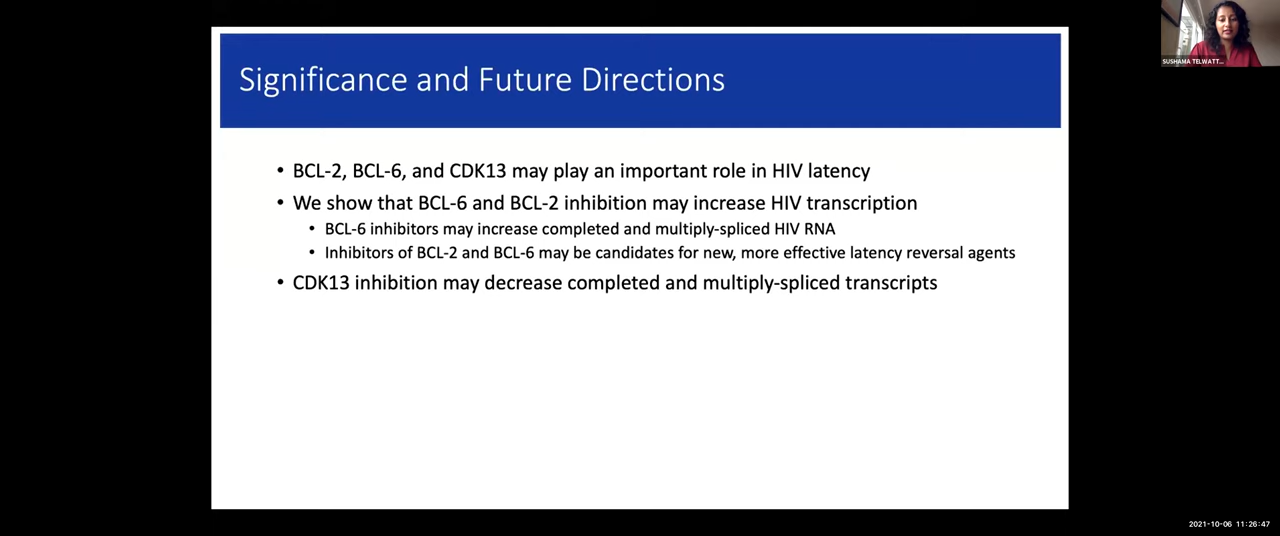 SUSHAMA TELWATT...
Significance and Future Directions
• BCL-2, BCL-6, and CDK13 may play an important role in HIV latency
• We show that BCL-6 and BCL-2 inhibition may increase HIV transcription
• BCL-6 inhibitors may increase completed and multiply-spliced HIV RNA
• Inhibitors of BCL-2 and BCL-6 may be candidates for new, more effective latency reversal agents
• CDK13 inhibition may decrease completed and multiply-spliced transcripts
2021-10-06 11:26:47